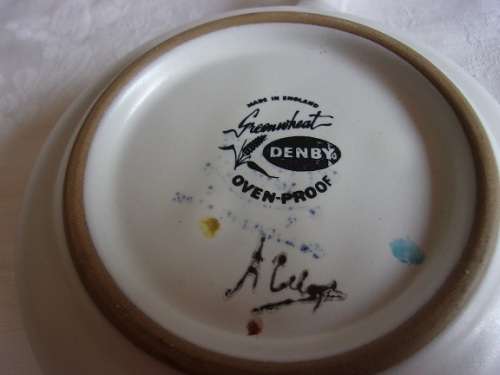 MADE IN ENGLAND
Greenwheat
DENBY
OVEN-PROOF